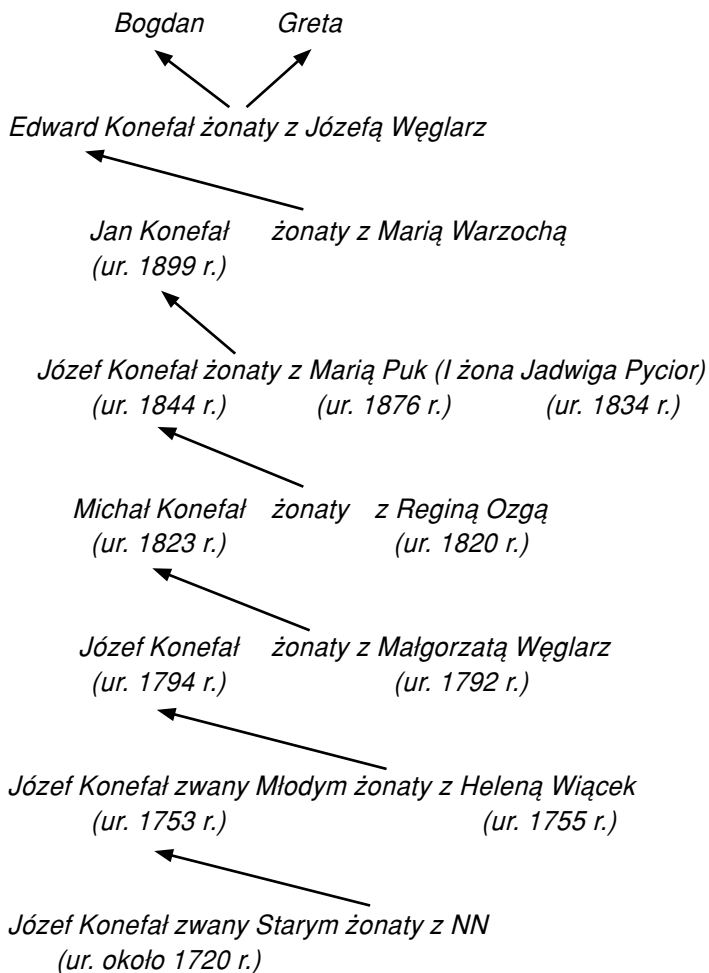 Bogdan Greta
Edward Konefał żonaty z Józefą Węglarz
Jan Konefał żonaty z Marią Warzochą
(ur. 1899 r.)
Józef Konefał żonaty z Marią Puk (I żona Jadwiga Pycior)
(ur. 1844 r.) (ur. 1876 r.) (ur. 1834 r.)
Michał Konefał żonaty z Reginą Ozgą
(ur. 1823 r.) (ur. 1820 r.)
Józef Konefał żonaty z Małgorzatą Węglarz
(ur. 1794 r.) (ur. 1792 r.)
Józef Konefał zwany Młodym żonaty z Heleną Wiącek
(ur. 1753 r.) (ur. 1755 r.)
Józef Konefał zwany Starym żonaty z NN
(ur. około 1720 r.)